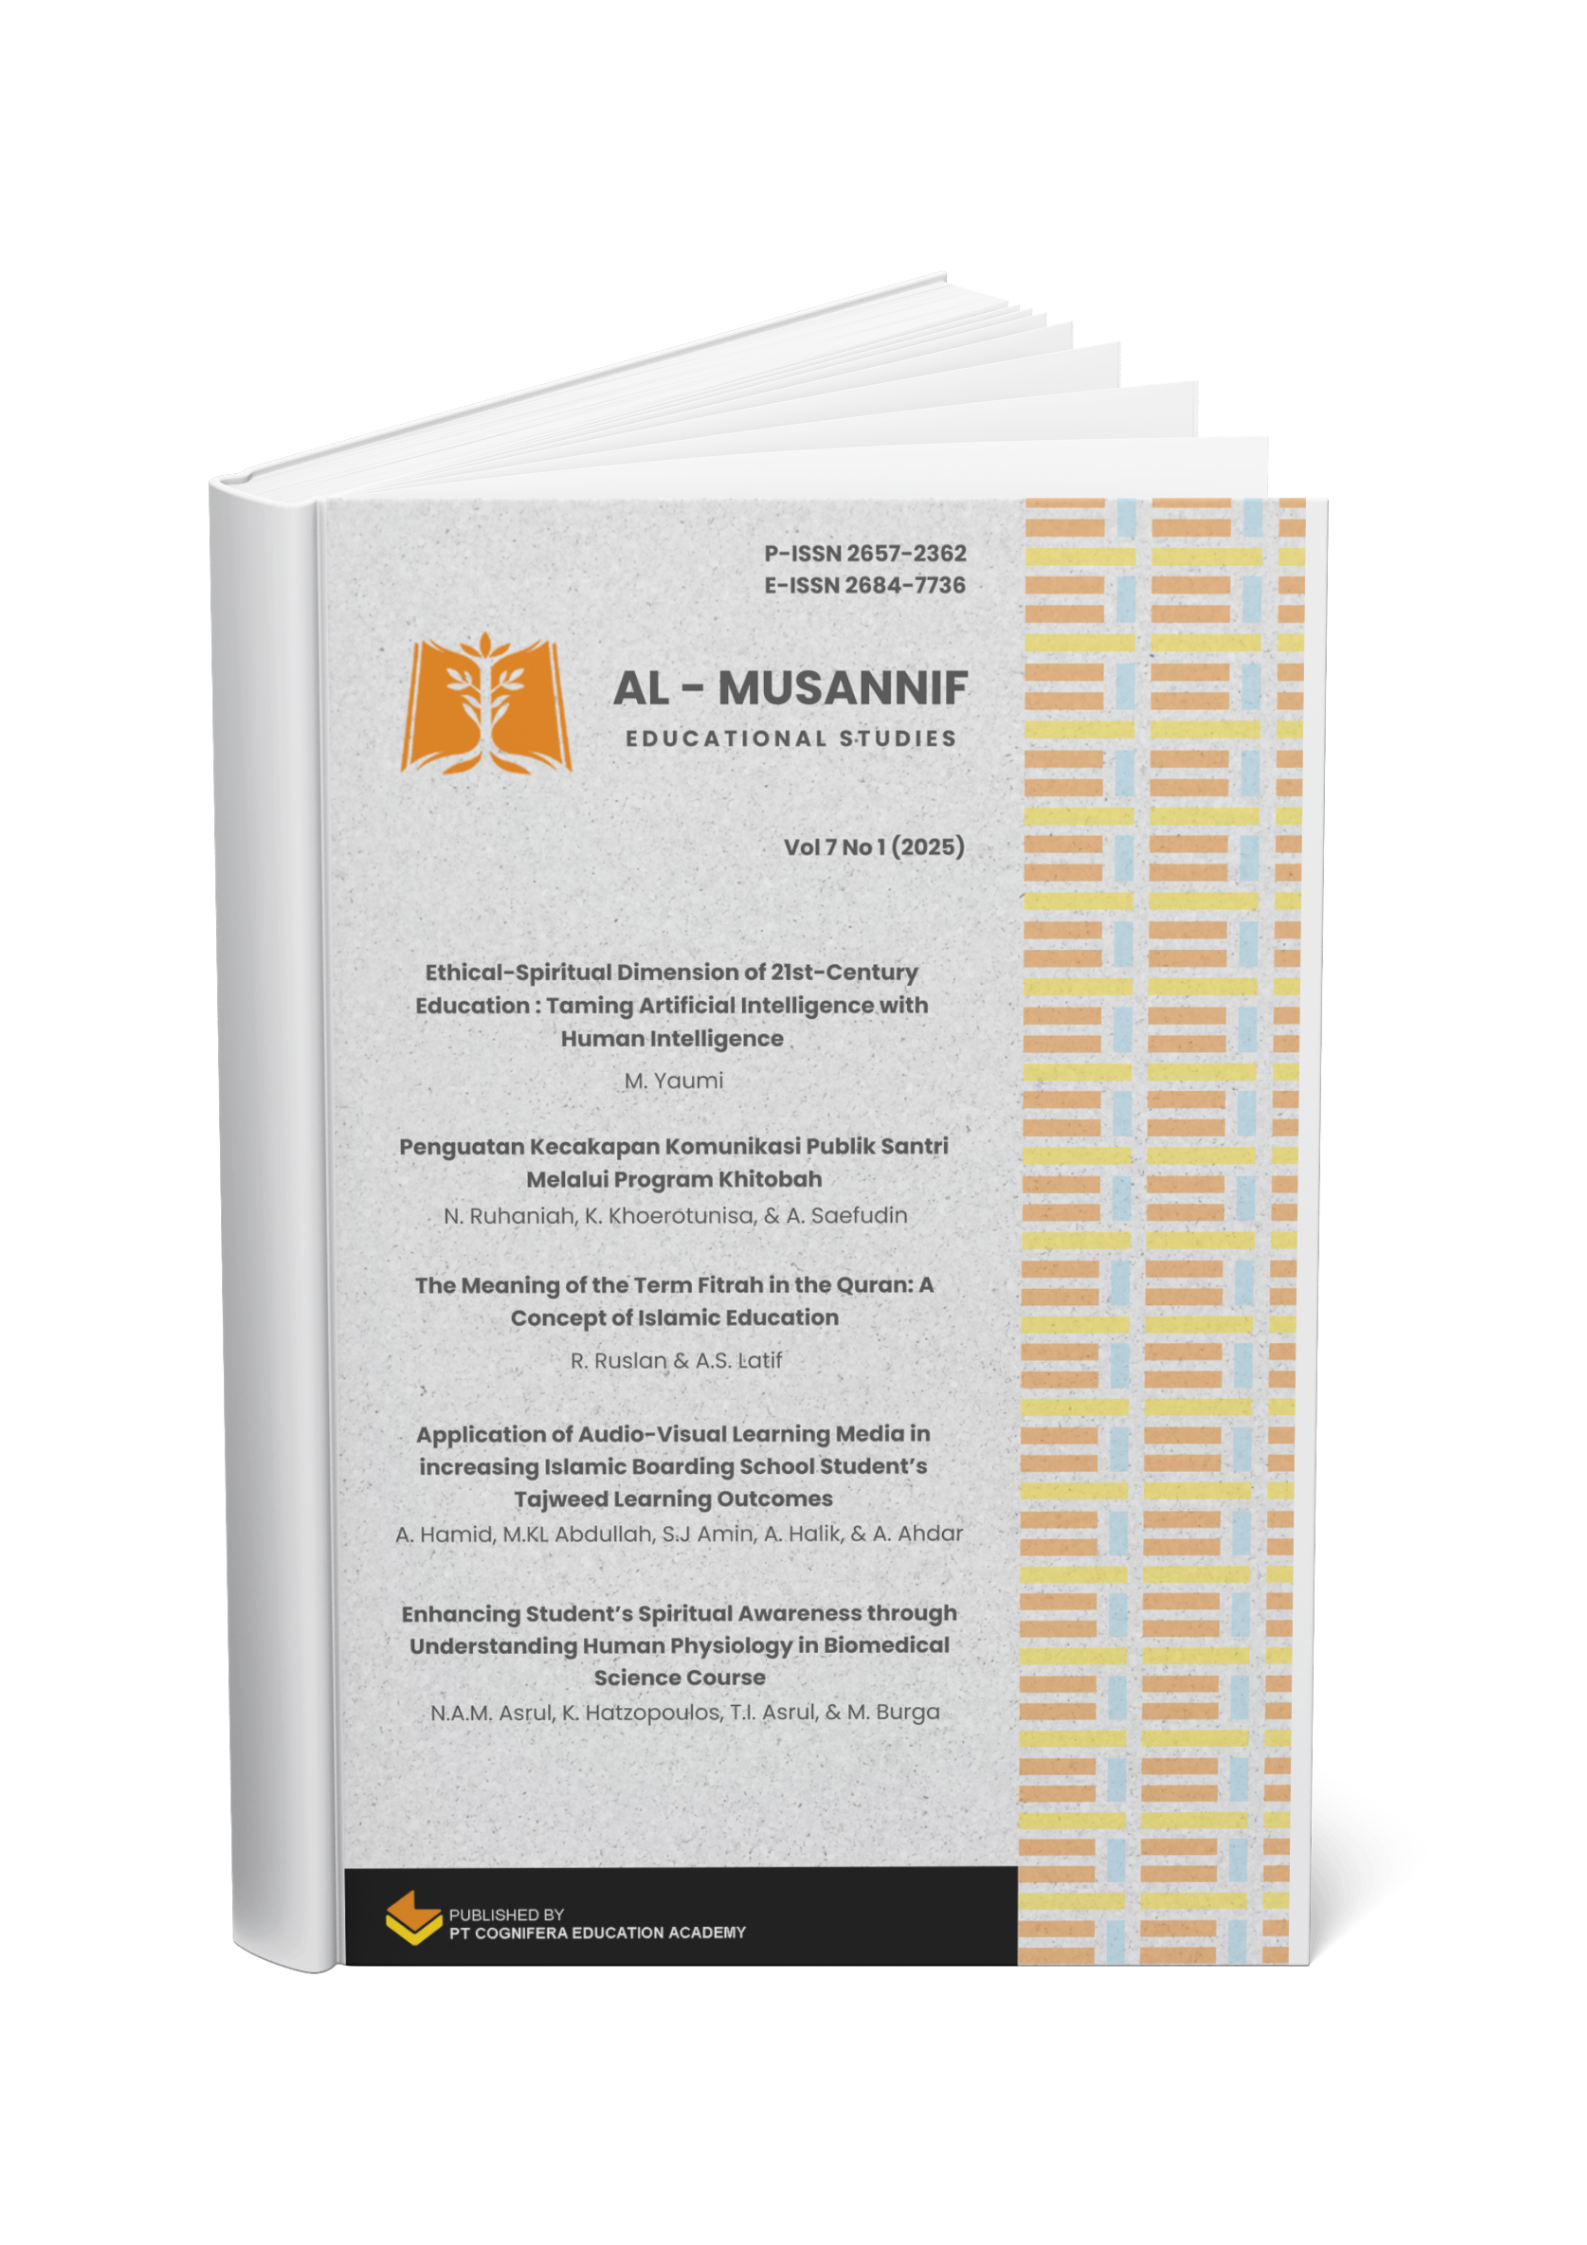 P-ISSN 2657-2362
E-ISSN 2684-7736
AL - MUSANNIF
EDUCATIONAL STUDIES
Vol 7 No 1 (2025)
Ethical-Spiritual Dimension of 21st-Century
Education : Taming Artificial Intelligence with
Human Intelligence
M. Yaumi
Penguatan Kecakapan Komunikasi Publik Santri
Melalui Program Khitobah
N. Ruhaniah, K. Khoerotunisa, & A. Saefudin
The Meaning of the Term Fitrah in the Quran: A
Concept of Islamic Education
R. Ruslan & A.S. Latif
Application of Audio-Visual Learning Media in
increasing Islamic Boarding School Student's
Tajweed Learning Outcomes
A. Hamid, M.KL Abdullah, S.J Amin, A. Halik, & A. Ahdar
Enhancing Student's Spiritual Awareness through
Understanding Human Physiology in Biomedical
Science Course
N.A.M. Asrul, K. Hatzopoulos, T.I. Asrul, & M. Burga
PUBLISHED BY
PT COGNIFERA EDUCATION ACADEMY